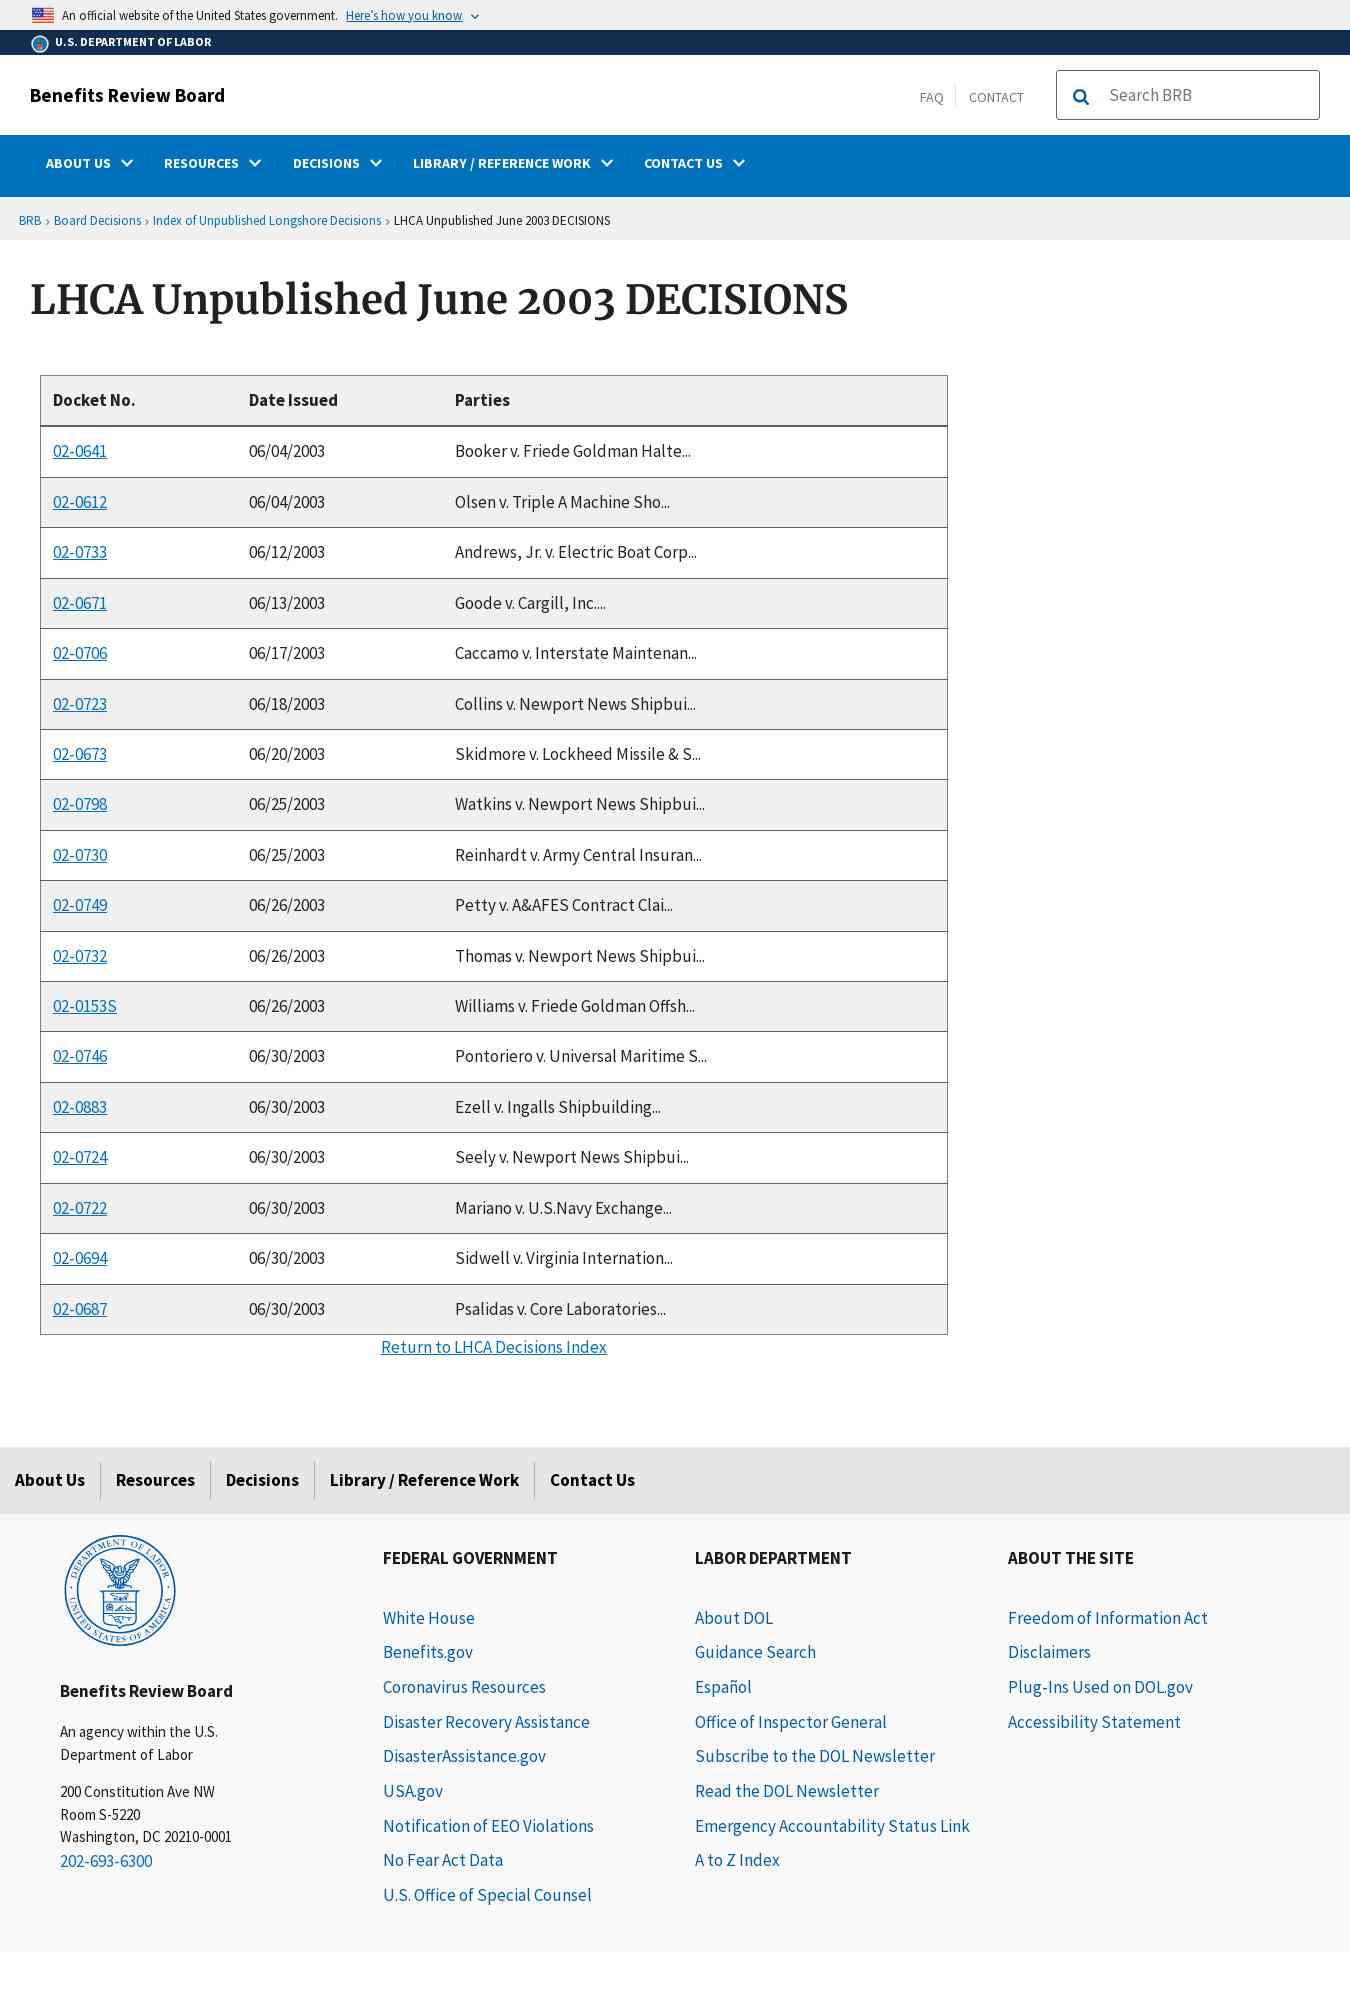 An official website of the United States government. Here's how you know
U.S. DEPARTMENT OF LABOR
Benefits Review Board
FAQ CONTACT Search BRB
ABOUT US RESOURCES DECISIONS LIBRARY / REFERENCE WORK CONTACT US
BRB › Board Decisions › Index of Unpublished Longshore Decisions › LHCA Unpublished June 2003 DECISIONS
LHCA Unpublished June 2003 DECISIONS
Docket No. Date Issued Parties
02-0641 06/04/2003 Booker v. Friede Goldman Halte...
02-0612 06/04/2003 Olsen v. Triple A Machine Sho...
02-0733 06/12/2003 Andrews, Jr. v. Electric Boat Corp...
02-0671 06/13/2003 Goode v. Cargill, Inc....
02-0706 06/17/2003 Caccamo v. Interstate Maintenan...
02-0723 06/18/2003 Collins v. Newport News Shipbui...
02-0673 06/20/2003 Skidmore v. Lockheed Missile & S...
02-0798 06/25/2003 Watkins v. Newport News Shipbui...
02-0730 06/25/2003 Reinhardt v. Army Central Insuran...
02-0749 06/26/2003 Petty v. A&AFES Contract Clai...
02-0732 06/26/2003 Thomas v. Newport News Shipbui...
02-0153S 06/26/2003 Williams v. Friede Goldman Offsh...
02-0746 06/30/2003 Pontoriero v. Universal Maritime S...
02-0883 06/30/2003 Ezell v. Ingalls Shipbuilding...
02-0724 06/30/2003 Seely v. Newport News Shipbui...
02-0722 06/30/2003 Mariano v. U.S.Navy Exchange...
02-0694 06/30/2003 Sidwell v. Virginia Internation...
02-0687 06/30/2003 Psalidas v. Core Laboratories...
Return to LHCA Decisions Index
About Us Resources Decisions Library / Reference Work Contact Us
DEPARTMENT OF LABOR
UNITED STATES OF AMERICA
Benefits Review Board
An agency within the U.S.
Department of Labor
200 Constitution Ave NW
Room S-5220
Washington, DC 20210-0001
202-693-6300
FEDERAL GOVERNMENT
White House
Benefits.gov
Coronavirus Resources
Disaster Recovery Assistance
DisasterAssistance.gov
USA.gov
Notification of EEO Violations
No Fear Act Data
U.S. Office of Special Counsel
LABOR DEPARTMENT
About DOL
Guidance Search
Español
Office of Inspector General
Subscribe to the DOL Newsletter
Read the DOL Newsletter
Emergency Accountability Status Link
A to Z Index
ABOUT THE SITE
Freedom of Information Act
Disclaimers
Plug-Ins Used on DOL.gov
Accessibility Statement